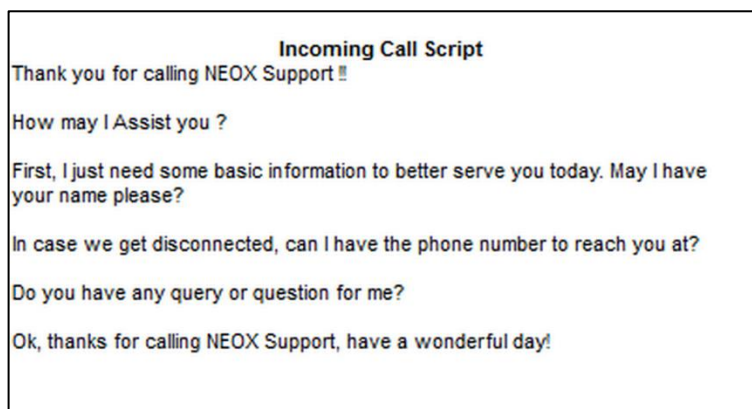 Incoming Call Script
Thank you for calling NEOX Support !!!
How may I Assist you ?
First, I just need some basic information to better serve you today. May I have
your name please?
In case we get disconnected, can I have the phone number to reach you at?
Do you have any query or question for me?
Ok, thanks for calling NEOX Support, have a wonderful day!